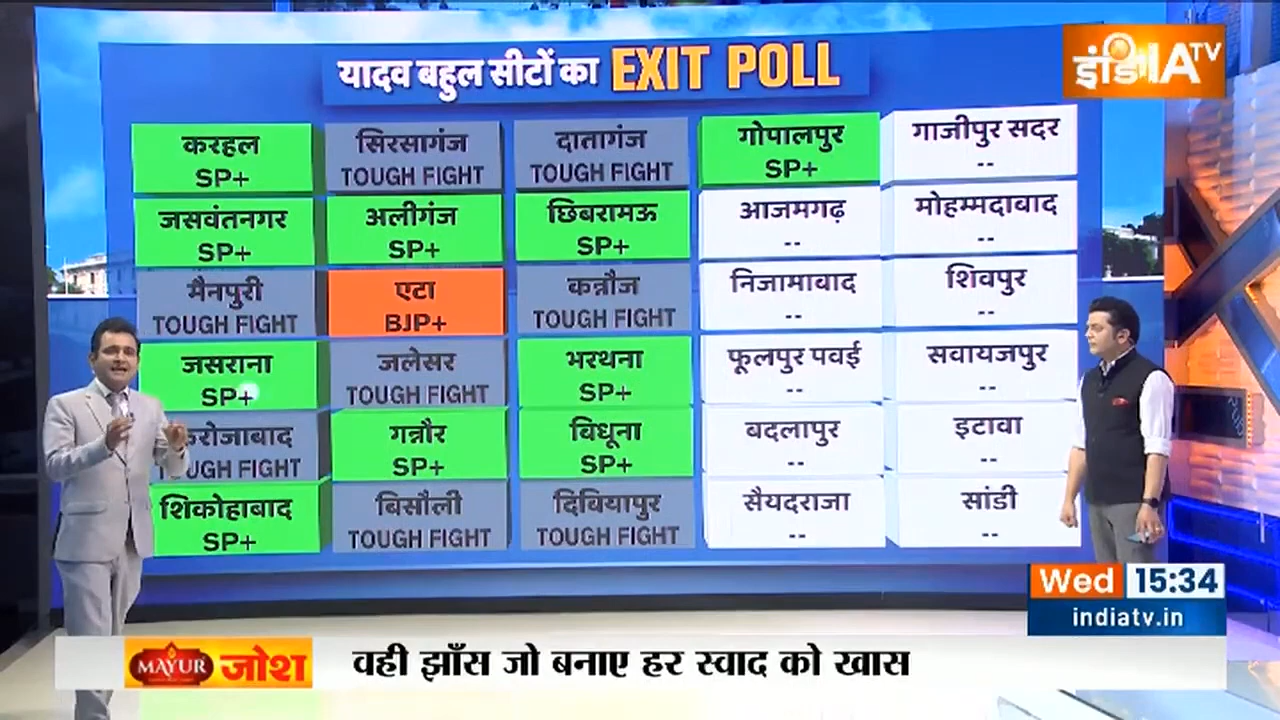 यादव बहुल सीटों का EXIT POLL
इंडिया TV
करहल
SP+
सिरसागंज
TOUGH FIGHT
दातागंज
TOUGH FIGHT
गोपालपुर
SP+
गाजीपुर सदर
--
जसवंतनगर
SP+
अलीगंज
SP+
छिबरामऊ
SP+
आजमगढ़
--
मोहम्मदाबाद
--
मैनपुरी
TOUGH FIGHT
एटा
BJP+
कन्नौज
TOUGH FIGHT
निजामाबाद
--
शिवपुर
--
जसराना
SP+
जलेसर
TOUGH FIGHT
भरथना
SP+
फूलपुर पवई
--
सवायजपुर
--
FIGHT
गन्नौर
SP+
बिधूना
SP+
बदलापुर
--
इटावा
--
शिकोहाबाद
SP+
बिसौली
TOUGH FIGHT
दिबियापुर
TOUGH FIGHT
सैयदराजा
--
सांडी
--
Wed 15:34
indiatv.in
MAYUR जोश वही झाँस जो बनाए हर स्वाद को खास